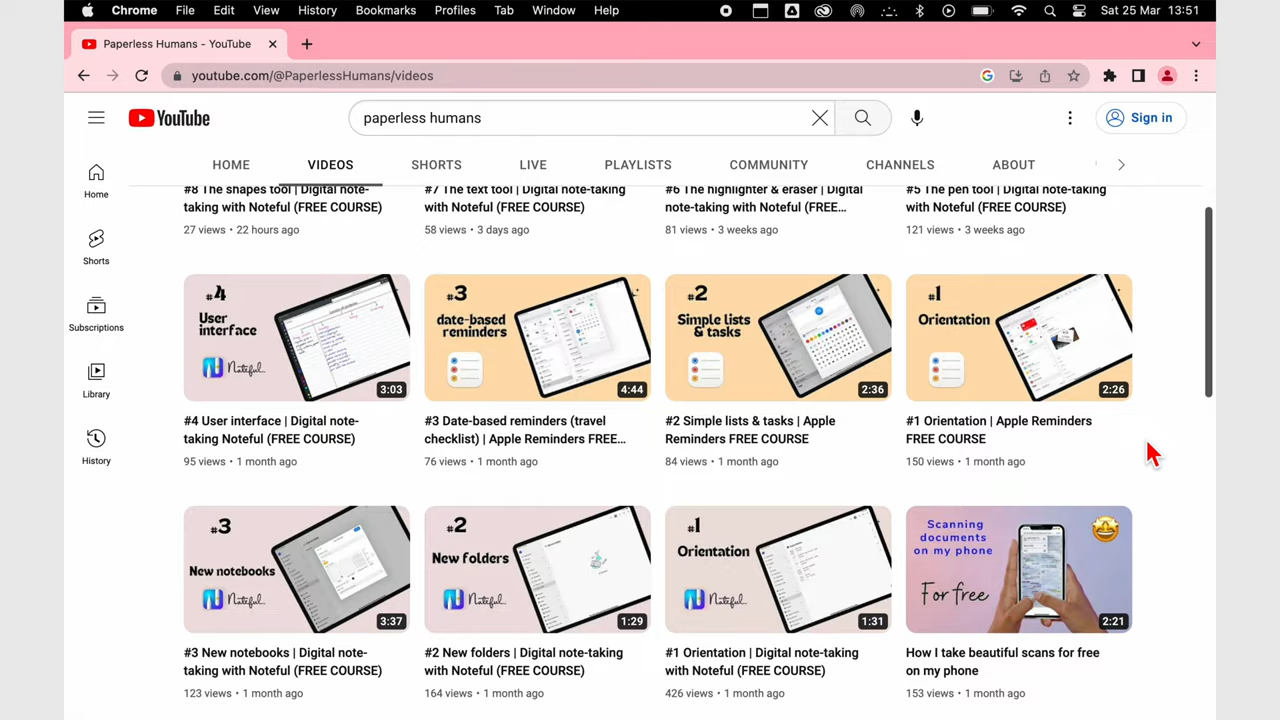 Chrome File Edit View History Bookmarks Profiles Tab Window Help Sat 25 Mar 13:51
Paperless Humans - YouTube
youtube.com/@PaperlessHumans/videos
YouTube paperless humans Sign in
HOME VIDEOS SHORTS LIVE PLAYLISTS COMMUNITY CHANNELS ABOUT
Home
Shorts
Subscriptions
Library
History
#8 The shapes tool | Digital note-
taking with Noteful (FREE COURSE)
27 views • 22 hours ago
#7 The text tool | Digital note-
taking with Noteful (FREE COURSE)
58 views • 3 days ago
#6 The highlighter & eraser | Digital
note-taking with Noteful (FREE...
81 views • 3 weeks ago
#5 The pen tool | Digital note-
taking with Noteful (FREE COURSE)
121 views • 3 weeks ago
#4
User
interface
Noteful
3:03
#4 User interface | Digital note-
taking Noteful (FREE COURSE)
95 views • 1 month ago
#3
date-based
reminders
4:44
#3 Date-based reminders (travel
checklist) | Apple Reminders FREE...
76 views • 1 month ago
#2
Simple lists
& tasks
2:36
#2 Simple lists & tasks | Apple
Reminders FREE COURSE
84 views • 1 month ago
#1
Orientation
2:26
#1 Orientation | Apple Reminders
FREE COURSE
150 views • 1 month ago
#3
New notebooks
Noteful
3:37
#3 New notebooks | Digital note-
taking with Noteful (FREE COURSE)
123 views • 1 month ago
#2
New folders
Noteful
1:29
#2 New folders | Digital note-taking
with Noteful (FREE COURSE)
164 views • 1 month ago
#1
Orientation
Noteful
1:31
#1 Orientation | Digital note-taking
with Noteful (FREE COURSE)
426 views • 1 month ago
Scanning
documents
on my phone
For free
2:21
How I take beautiful scans for free
on my phone
153 views • 1 month ago